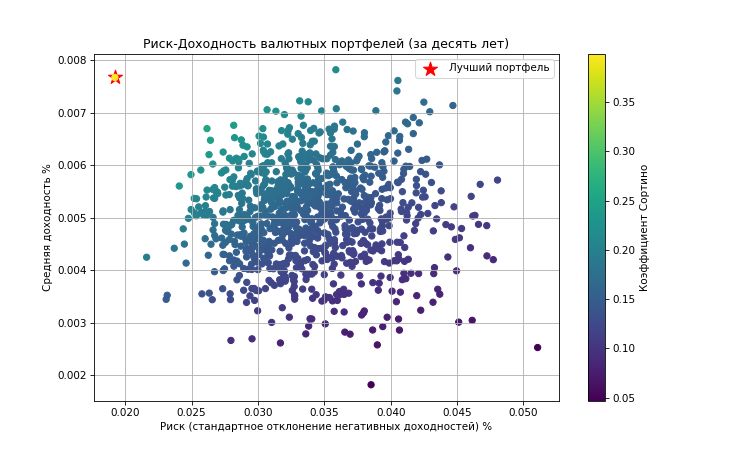 Риск-Доходность валютных портфелей (за десять лет)
Лучший портфель
0.008
0.007
0.006
0.005
0.004
0.003
0.002
Средняя доходность %
0.020 0.025 0.030 0.035 0.040 0.045 0.050
Риск (стандартное отклонение негативных доходностей) %
0.35
0.30
0.25
0.20
0.15
0.10
0.05
Коэффициент Сортино